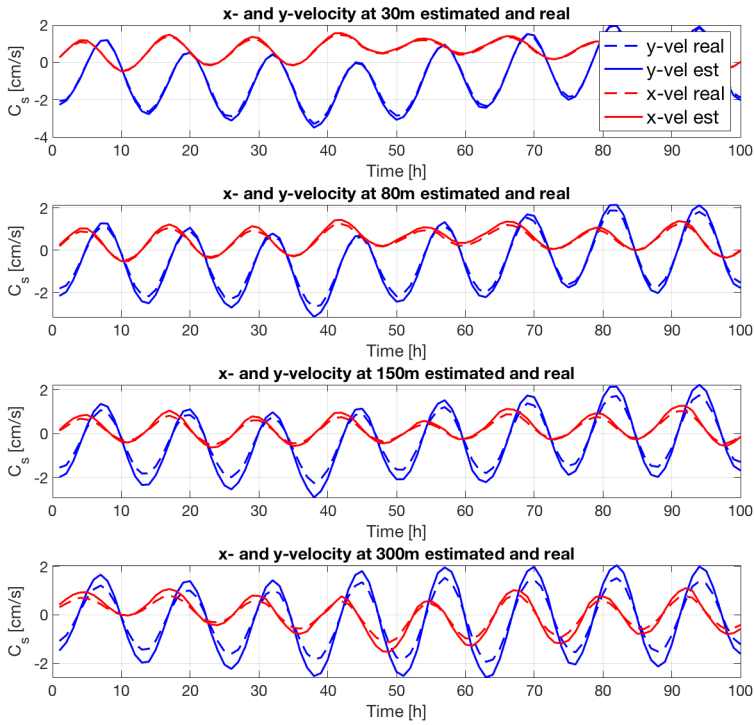 x- and y-velocity at 30m estimated and real
C_s [cm/s]
2
0
-2
-4
0 10 20 30 40 50 60 70 80 90 100
Time [h]
y-vel real
y-vel est
x-vel real
x-vel est
x- and y-velocity at 80m estimated and real
C_s [cm/s]
2
0
-2
0 10 20 30 40 50 60 70 80 90 100
Time [h]
x- and y-velocity at 150m estimated and real
C_s [cm/s]
2
0
-2
0 10 20 30 40 50 60 70 80 90 100
Time [h]
x- and y-velocity at 300m estimated and real
C_s [cm/s]
2
0
-2
0 10 20 30 40 50 60 70 80 90 100
Time [h]